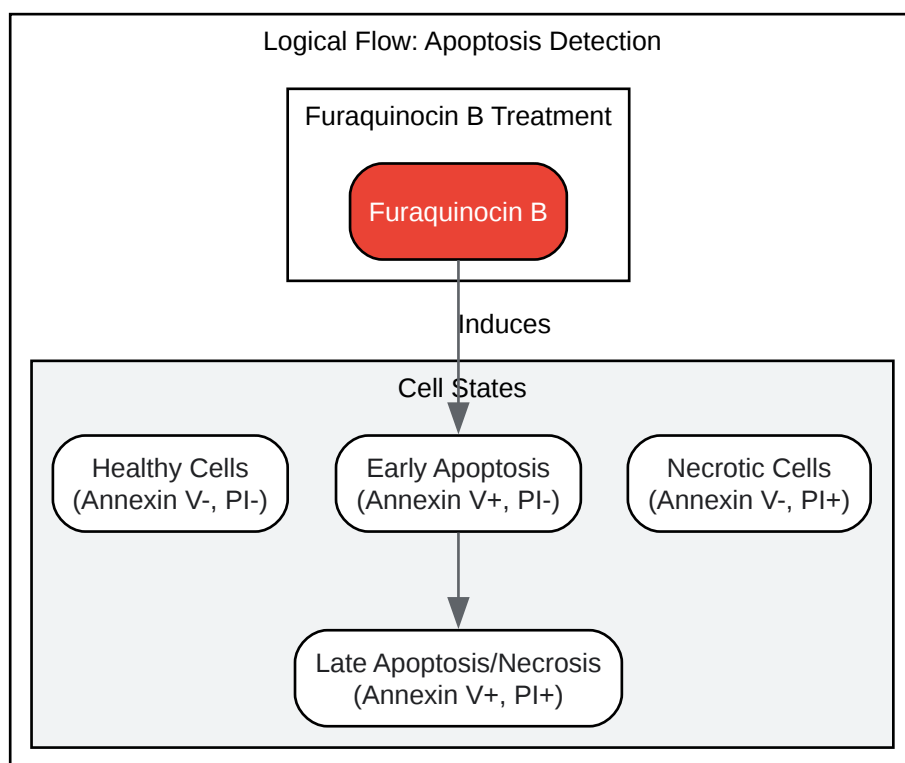 Logical Flow: Apoptosis Detection
Furaquinocin B Treatment
Furaquinocin B
Induces
Cell States
Healthy Cells
(Annexin V-, PI-)
Early Apoptosis
(Annexin V+, PI-)
Necrotic Cells
(Annexin V-, PI+)
Late Apoptosis/Necrosis
(Annexin V+, PI+)